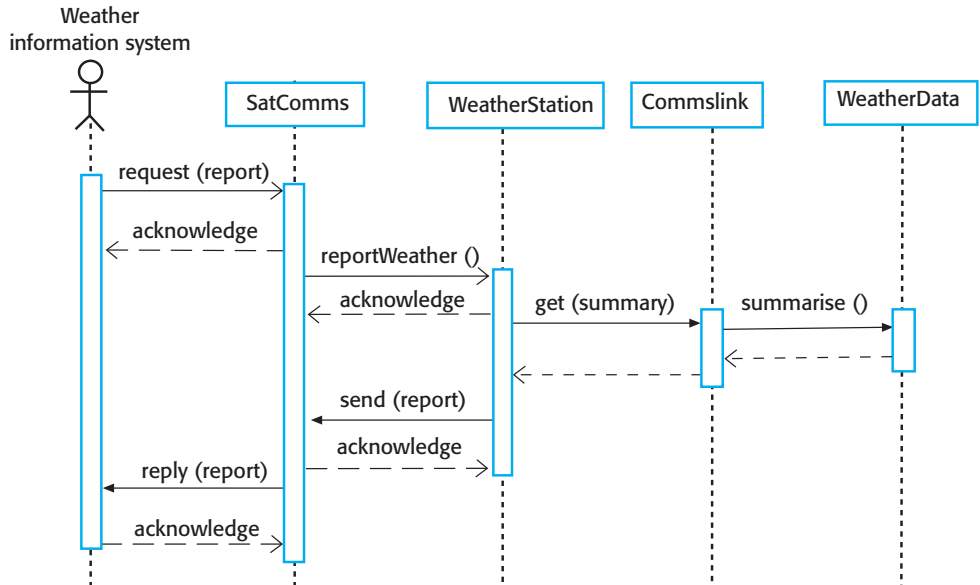 Weather
information system
SatComms
WeatherStation
Commslink
WeatherData
request (report)
acknowledge
reportWeather ()
acknowledge
get (summary)
summarise ()
send (report)
acknowledge
reply (report)
acknowledge